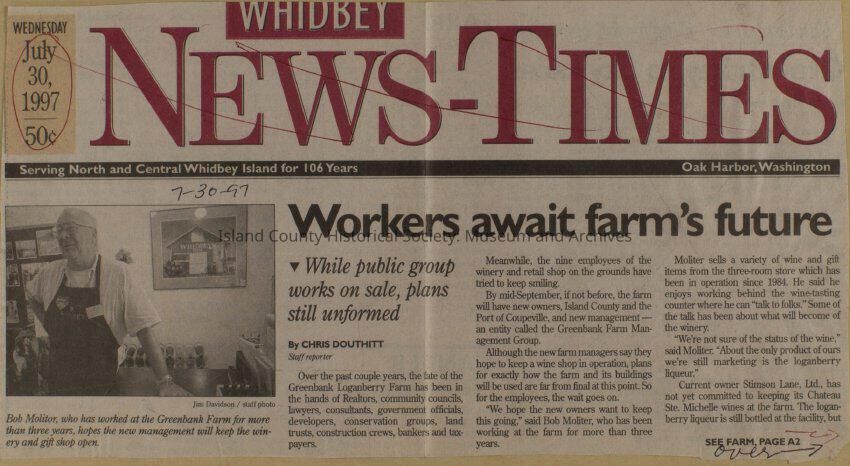 WEDNESDAY
July
30,
1997
50¢
WHIDBEY
NEWS-TIMES
Serving North and Central Whidbey Island for 106 Years
Oak Harbor, Washington
7-30-97
Island County Historical Society: Museum and Archives
Jim Davidson / staff photo
Bob Molitor, who has worked at the Greenbank Farm for more
than three years, hopes the new management will keep the win-
ery and gift shop open.
Workers await farm's future
▼ While public group
works on sale, plans
still unformed
By CHRIS DOUTHITT
Staff reporter
Over the past couple years, the fate of the
Greenbank Loganberry Farm has been in
the hands of Realtors, community councils,
lawyers, consultants, government officials,
developers, conservation groups, land
trusts, construction crews, bankers and tax-
payers.
Meanwhile, the nine employees of the
winery and retail shop on the grounds have
tried to keep smiling.
By mid-September, if not before, the farm
will have new owners, Island County and the
Port of Coupeville, and new management —
an entity called the Greenbank Farm Man-
agement Group.
Although the new farm managers say they
hope to keep a wine shop in operation, plans
for exactly how the farm and its buildings
will be used are far from final at this point. So
for the employees, the wait goes on.
"We hope the new owners want to keep
this going," said Bob Molitor, who has been
working at the farm for more than three
years.
Moliter sells a variety of wine and gift
items from the three-room store which has
been in operation since 1984. He said he
enjoys working behind the wine-tasting
counter where he can "talk to folks." Some of
the talk has been about what will become of
the winery.
"We're not sure of the status of the wine,"
said Moliter. "About the only product of ours
we're still marketing is the loganberry
liqueur."
Current owner Stimson Lane, Ltd., has
not yet committed to keeping its Chateau
Ste. Michelle wines at the farm. The logan-
berry liqueur is still bottled at the facility, but
SEE FARM, PAGE A2
over